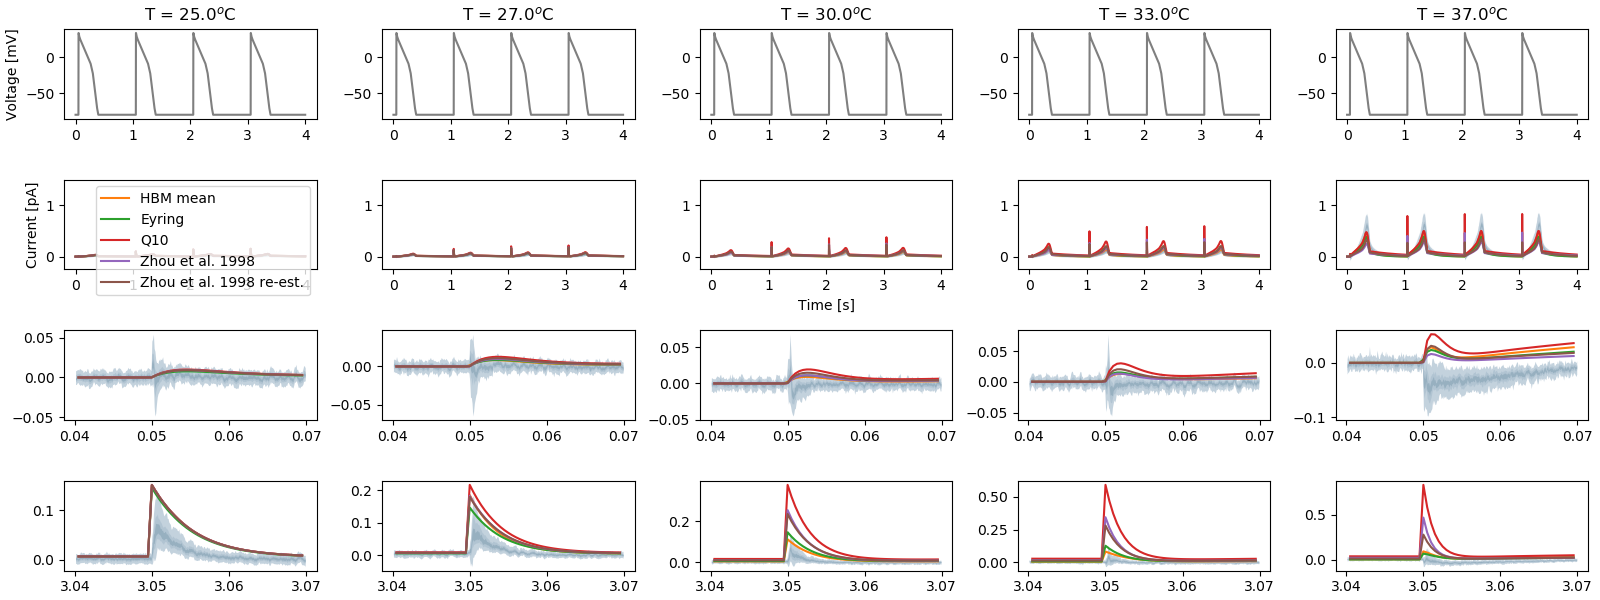 T = 25.0°C T = 27.0°C T = 30.0°C T = 33.0°C T = 37.0°C
Voltage [mV]
0 0 0 0 0
−50 −50 −50 −50 −50
0 1 2 3 4 0 1 2 3 4 0 1 2 3 4 0 1 2 3 4 0 1 2 3 4
Current [pA]
HBM mean
1 1 1 1 1
Eyring
Q10
0 0 0 0 0
Zhou et al. 1998
Zhou et al. 1998 re-est.
0 1 2 3 4 0 1 2 3 4 0 1 2 3 4 0 1 2 3 4 0 1 2 3 4
Time [s]
0.05 0.05 0.05
0.00 0.00 0.00 0.00 0.0
−0.05 −0.05 −0.05 −0.05 −0.1
0.04 0.05 0.06 0.07 0.04 0.05 0.06 0.07 0.04 0.05 0.06 0.07 0.04 0.05 0.06 0.07 0.04 0.05 0.06 0.07
0.1 0.2 0.2 0.50 0.5
0.1 0.25
0.0 0.0 0.0 0.00 0.0
3.04 3.05 3.06 3.07 3.04 3.05 3.06 3.07 3.04 3.05 3.06 3.07 3.04 3.05 3.06 3.07 3.04 3.05 3.06 3.07